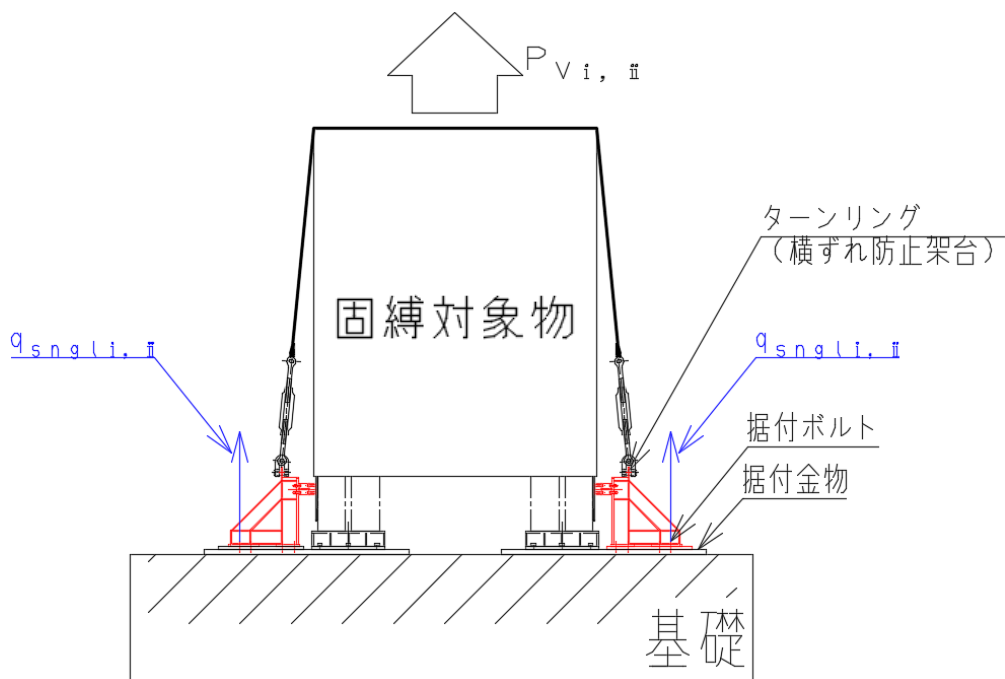 PV i, ⅱ
ターンリング
（横ずれ防止架台）
固縛対象物
qsngli, ⅱ
qsngli, ⅱ
据付ボルト
据付金物
基礎